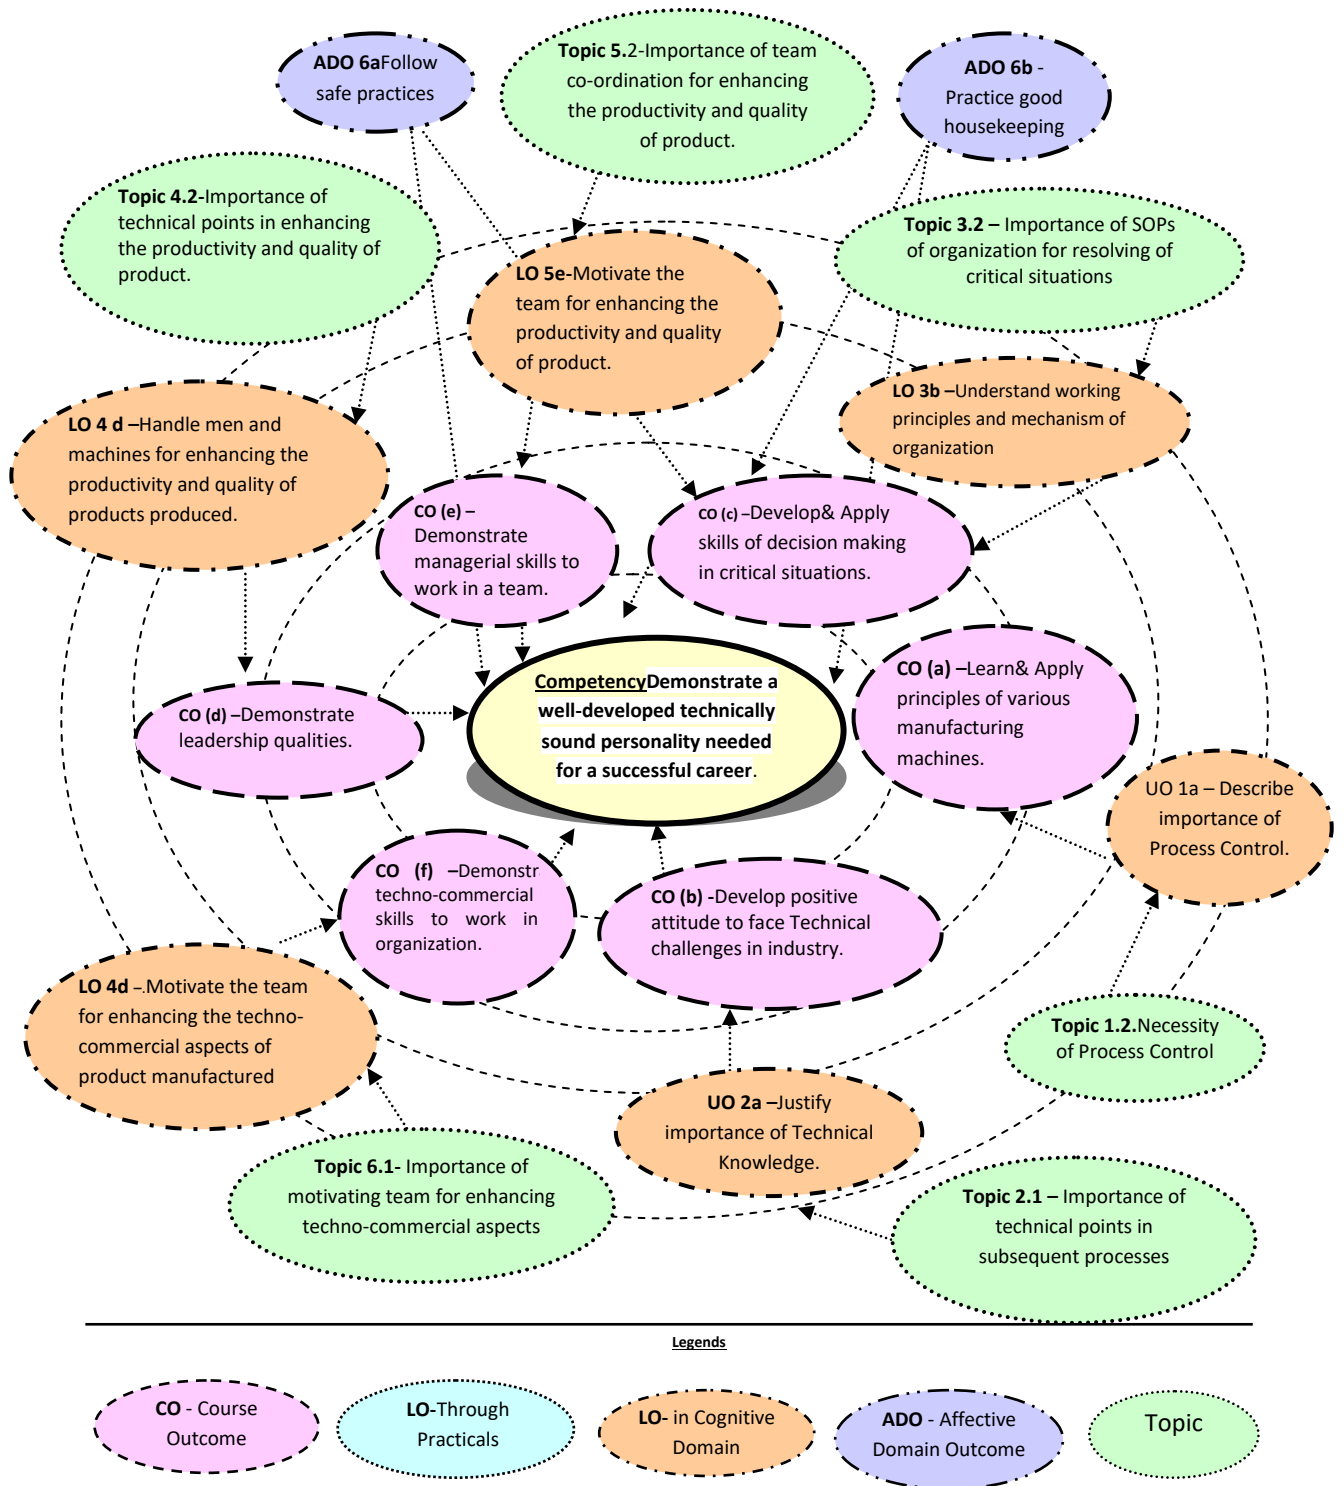 ADO 6aFollow
safe practices
Topic 5.2-Importance of team
co-ordination for enhancing
the productivity and quality
of product.
ADO 6b -
Practice good
housekeeping
Topic 4.2-Importance of
technical points in enhancing
the productivity and quality of
product.
Topic 3.2 – Importance of SOPs
of organization for resolving of
critical situations
LO 5e-Motivate the
team for enhancing the
productivity and quality
of product.
LO 4 d –Handle men and
machines for enhancing the
productivity and quality of
products produced.
LO 3b –Understand working
principles and mechanism of
organization
CO (e) –
Demonstrate
managerial skills to
work in a team.
CO (c) –Develop& Apply
skills of decision making
in critical situations.
CO (d) –Demonstrate
leadership qualities.
CompetencyDemonstrate a
well-developed technically
sound personality needed
for a successful career.
CO (a) –Learn& Apply
principles of various
manufacturing
machines.
UO 1a – Describe
importance of
Process Control.
CO (f) –Demonstr
techno-commercial
skills to work in
organization.
CO (b) -Develop positive
attitude to face Technical
challenges in industry.
LO 4d –.Motivate the team
for enhancing the techno-
commercial aspects of
product manufactured
Topic 1.2.Necessity
of Process Control
UO 2a –Justify
importance of Technical
Knowledge.
Topic 6.1- Importance of
motivating team for enhancing
techno-commercial aspects
Topic 2.1 – Importance of
technical points in
subsequent processes
Legends
CO - Course
Outcome
LO-Through
Practicals
LO- in Cognitive
Domain
ADO - Affective
Domain Outcome
Topic